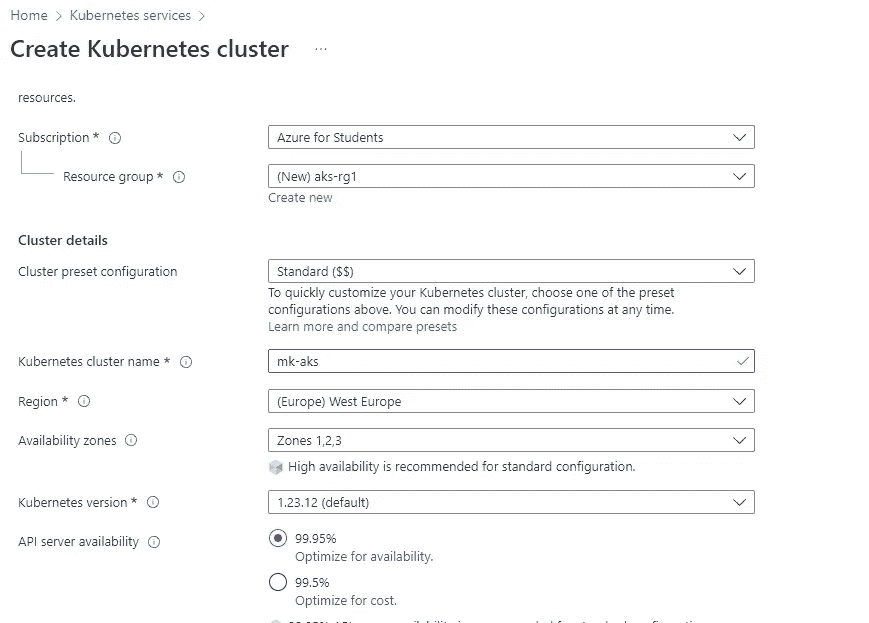 Home > Kubernetes services >
Create Kubernetes cluster ...
resources.
Subscription * Azure for Students
Resource group * (New) aks-rg1
Create new
Cluster details
Cluster preset configuration Standard ($$)
To quickly customize your Kubernetes cluster, choose one of the preset
configurations above. You can modify these configurations at any time.
Learn more and compare presets
Kubernetes cluster name * mk-aks
Region * (Europe) West Europe
Availability zones Zones 1,2,3
High availability is recommended for standard configuration.
Kubernetes version * 1.23.12 (default)
API server availability 99.95%
Optimize for availability.
99.5%
Optimize for cost.